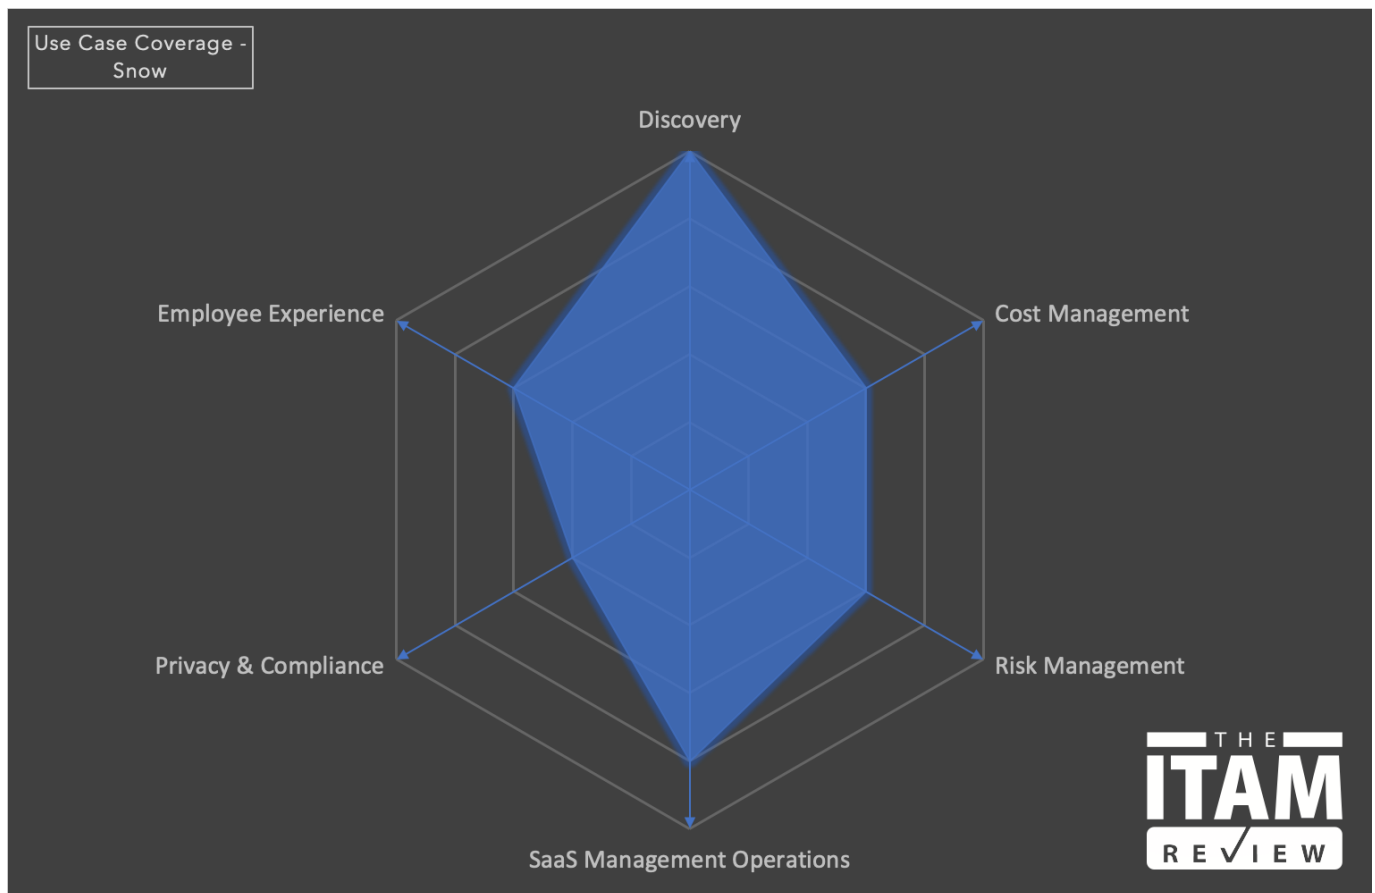 Use Case Coverage -
Snow
Discovery
Employee Experience
Cost Management
Privacy & Compliance
Risk Management
SaaS Management Operations
THE
ITAM
REVIEW